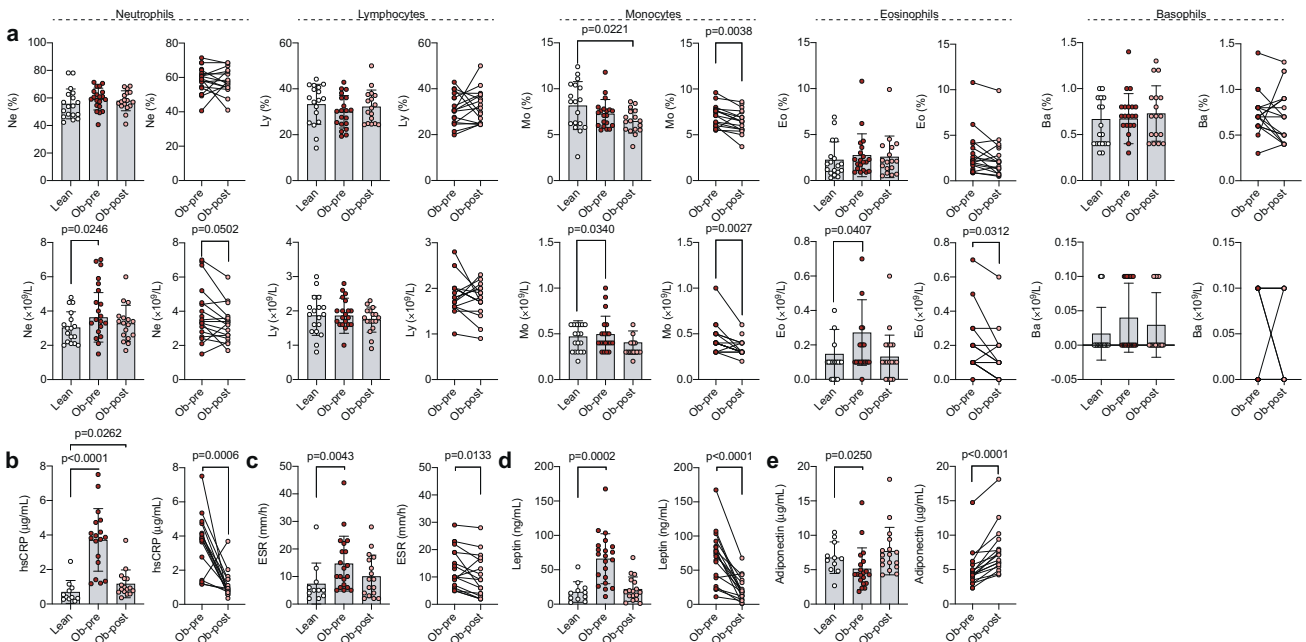 Neutrophils Lymphocytes Monocytes Eosinophils Basophils
a
p=0.0221 p=0.0038
Ne (%) 100 80 60 40 20 0 Lean Ob-pre Ob-post
Ne (%) 80 60 40 20 0 Ob-pre Ob-post
Ly (%) 60 40 20 0 Lean Ob-pre Ob-post
Ly (%) 60 40 20 0 Ob-pre Ob-post
Mo (%) 15 10 5 0 Lean Ob-pre Ob-post
Mo (%) 15 10 5 0 Ob-pre Ob-post
Eo (%) 15 10 5 0 Lean Ob-pre Ob-post
Eo (%) 15 10 5 0 Ob-pre Ob-post
Ba (%) 1.5 1.0 0.5 0.0 Lean Ob-pre Ob-post
Ba (%) 1.5 1.0 0.5 0.0 Ob-pre Ob-post
p=0.0246 p=0.0502 p=0.0340 p=0.0027 p=0.0407 p=0.0312
Ne (×10⁹/L) 8 6 4 2 0 Lean Ob-pre Ob-post
Ne (×10⁹/L) 8 6 4 2 0 Ob-pre Ob-post
Ly (×10⁹/L) 4 3 2 1 0 Lean Ob-pre Ob-post
Ly (×10⁹/L) 3 2 1 0 Ob-pre Ob-post
Mo (×10⁹/L) 1.5 1.0 0.5 0.0 Lean Ob-pre Ob-post
Mo (×10⁹/L) 1.5 1.0 0.5 0.0 Ob-pre Ob-post
Eo (×10⁹/L) 0.8 0.6 0.4 0.2 0.0 Lean Ob-pre Ob-post
Eo (×10⁹/L) 0.8 0.6 0.4 0.2 0.0 Ob-pre Ob-post
Ba (×10⁹/L) 0.15 0.10 0.05 0.00 -0.05 Lean Ob-pre Ob-post
Ba (×10⁹/L) 0.15 0.10 0.05 0.00 Ob-pre Ob-post
b
p=0.0262
p<0.0001 p=0.0006
hsCRP (µg/mL) 8 6 4 2 0 Lean Ob-pre Ob-post
hsCRP (µg/mL) 8 6 4 2 0 Ob-pre Ob-post
c
p=0.0043 p=0.0133
ESR (mm/h) 50 40 30 20 10 0 Lean Ob-pre Ob-post
ESR (mm/h) 50 40 30 20 10 0 Ob-pre Ob-post
d
p=0.0002 p<0.0001
Leptin (ng/mL) 200 150 100 50 0 Lean Ob-pre Ob-post
Leptin (ng/mL) 200 150 100 50 0 Ob-pre Ob-post
e
p=0.0250 p<0.0001
Adiponectin (µg/mL) 20 15 10 5 0 Lean Ob-pre Ob-post
Adiponectin (µg/mL) 20 15 10 5 0 Ob-pre Ob-post